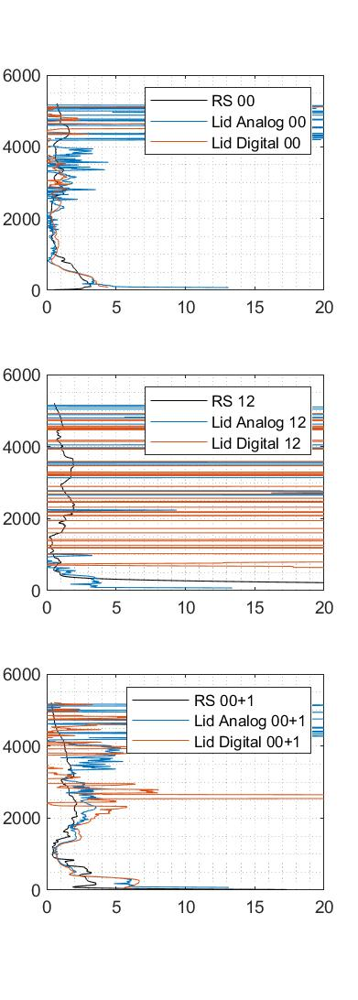 6000
RS 00
Lid Analog 00
Lid Digital 00
4000
2000
0
0 5 10 15 20
6000
RS 12
Lid Analog 12
Lid Digital 12
4000
2000
0
0 5 10 15 20
6000
RS 00+1
Lid Analog 00+1
Lid Digital 00+1
4000
2000
0
0 5 10 15 20